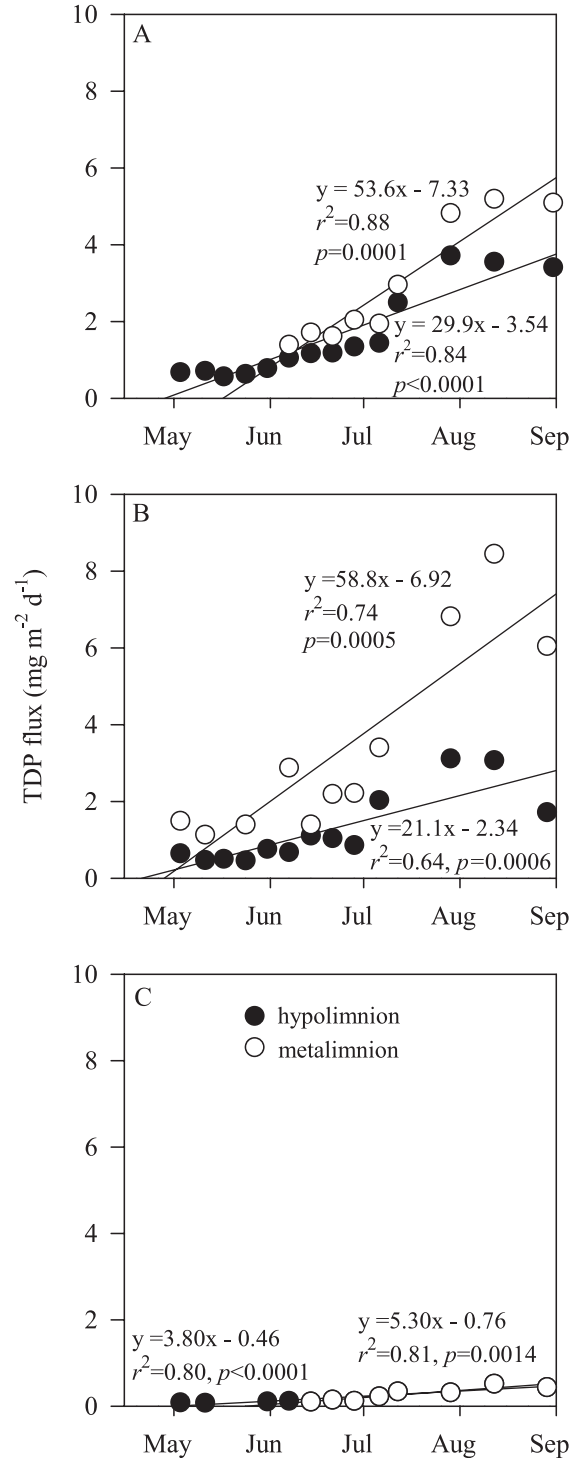 10
A
8
6
4
2
0
y = 53.6x - 7.33
r²=0.88
p=0.0001
y = 29.9x - 3.54
r²=0.84
p<0.0001
May Jun Jul Aug Sep
TDP flux (mg m⁻² d⁻¹)
10
B
8
6
4
2
0
y =58.8x - 6.92
r²=0.74
p=0.0005
y =21.1x - 2.34
r²=0.64, p=0.0006
May Jun Jul Aug Sep
10
C
8
6
4
2
0
hypolimnion
metalimnion
y =3.80x - 0.46
r²=0.80, p<0.0001
y =5.30x - 0.76
r²=0.81, p=0.0014
May Jun Jul Aug Sep